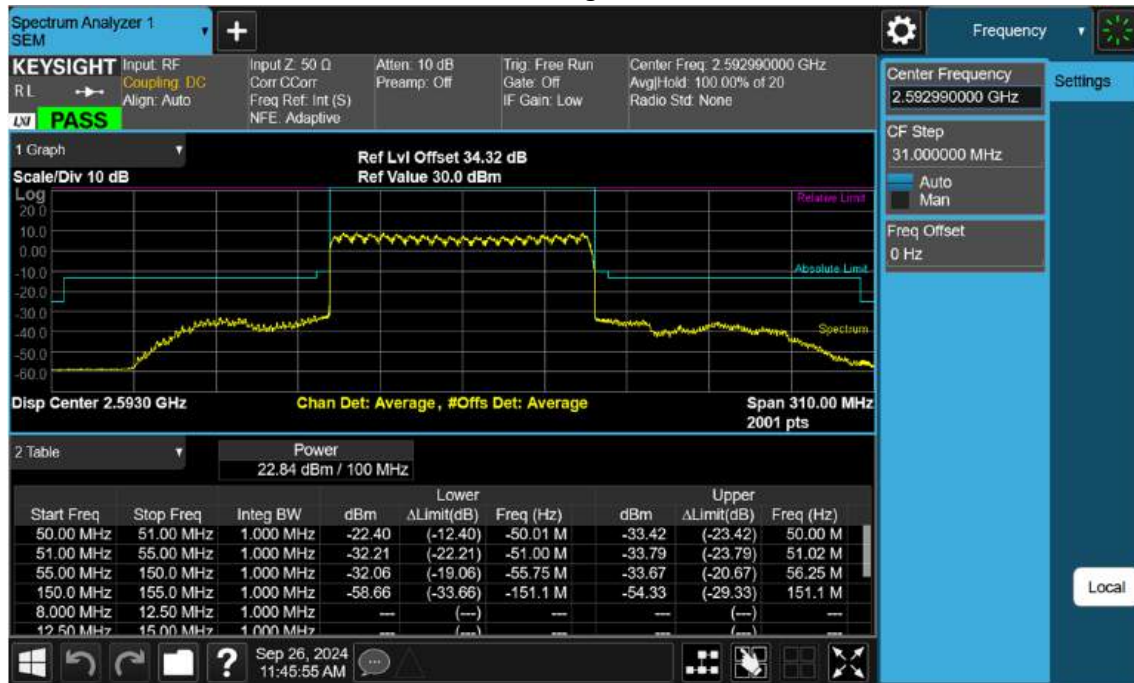 Spectrum Analyzer 1
SEM
+
Frequency
KEYSIGHT
Input: RF
Coupling: DC
Align: Auto
Input Z: 50 Ω
Corr CCorr
Freq Ref: Int (S)
NFE: Adaptive
Atten: 10 dB
Preamp: Off
Trig: Free Run
Gate: Off
IF Gain: Low
Center Freq: 2.592990000 GHz
Avg|Hold: 100.00% of 20
Radio Std: None
R L
LXI
PASS
Center Frequency
2.592990000 GHz
Settings
CF Step
31.000000 MHz
Auto
Man
Freq Offset
0 Hz
Local
1 Graph
Ref Lvl Offset 34.32 dB
Scale/Div 10 dB
Ref Value 30.0 dBm
Log
Relative Limit
20.0
10.0
0.00
-10.0
Absolute Limit
-20.0
-30.0
-40.0
Spectrum
-50.0
-60.0
Disp Center 2.5930 GHz
Chan Det: Average, #Offs Det: Average
Span 310.00 MHz
2001 pts
2 Table
Power
22.84 dBm / 100 MHz
Lower Upper
Start Freq Stop Freq Integ BW dBm ΔLimit(dB) Freq (Hz) dBm ΔLimit(dB) Freq (Hz)
50.00 MHz 51.00 MHz 1.000 MHz -22.40 (-12.40) -50.01 M -33.42 (-23.42) 50.00 M
51.00 MHz 55.00 MHz 1.000 MHz -32.21 (-22.21) -51.00 M -33.79 (-23.79) 51.02 M
55.00 MHz 150.0 MHz 1.000 MHz -32.06 (-19.06) -55.75 M -33.67 (-20.67) 56.25 M
150.0 MHz 155.0 MHz 1.000 MHz -58.66 (-33.66) -151.1 M -54.33 (-29.33) 151.1 M
8.000 MHz 12.50 MHz 1.000 MHz --- (---) --- --- (---) ---
12.50 MHz 15.00 MHz 1.000 MHz --- (---) --- --- (---) ---
?
Sep 26, 2024
11:45:55 AM